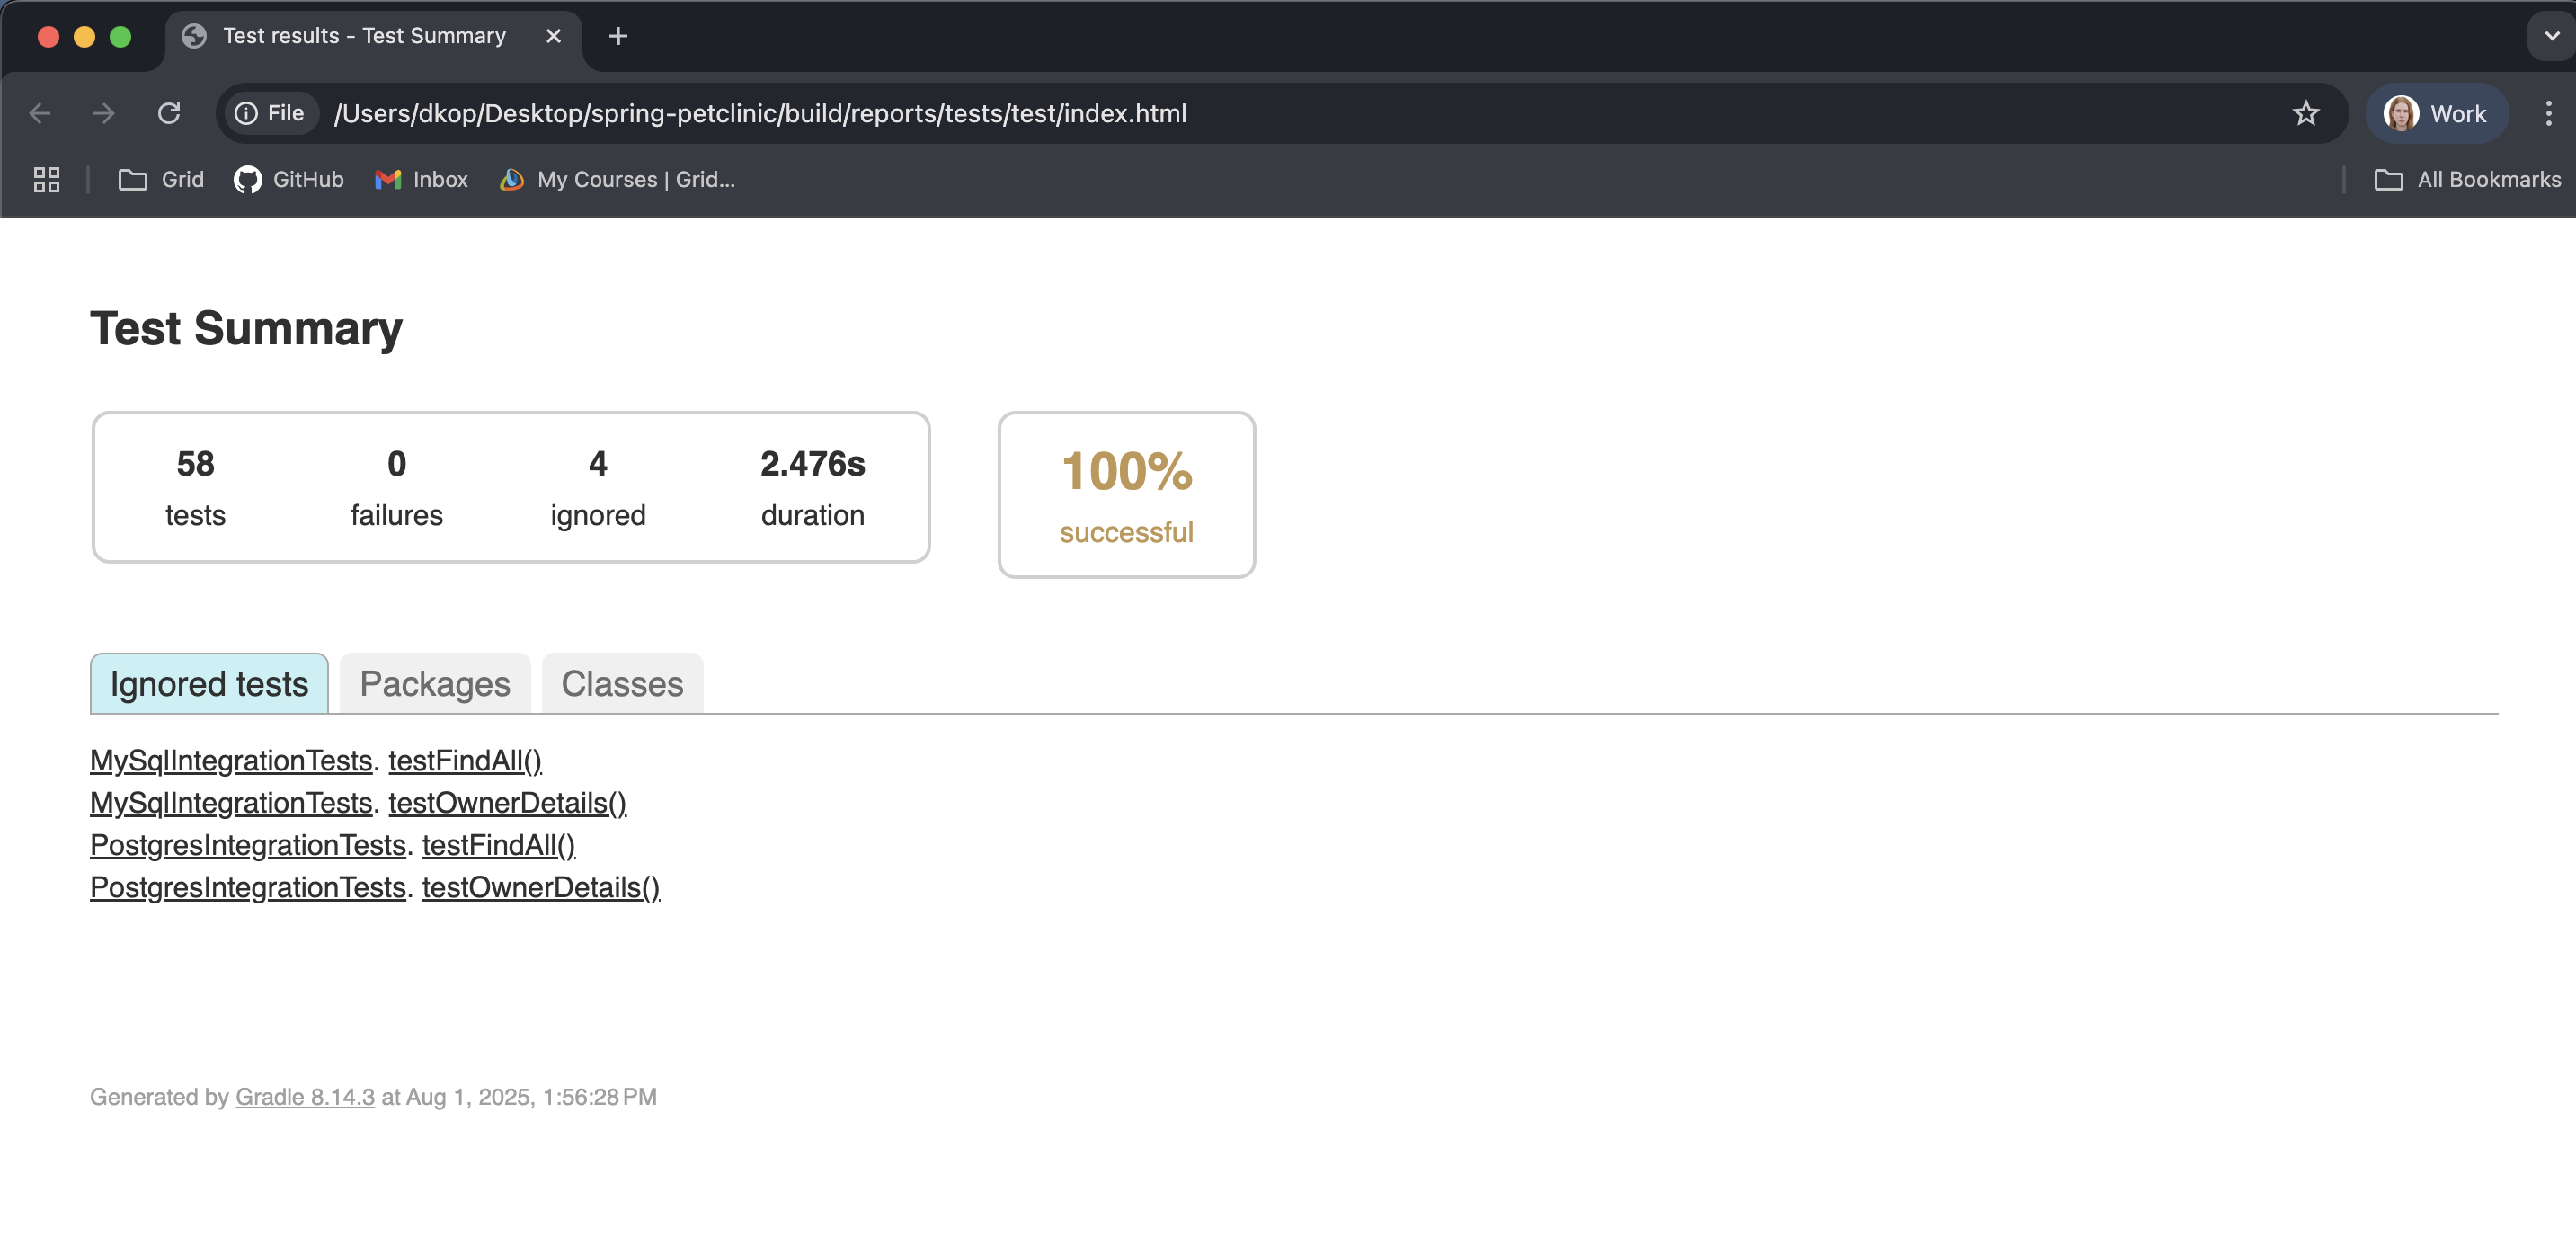 Test results - Test Summary
File /Users/dkop/Desktop/spring-petclinic/build/reports/tests/test/index.html Work
Grid GitHub Inbox My Courses | Grid... All Bookmarks
Test Summary
58 0 4 2.476s
tests failures ignored duration
100%
successful
Ignored tests Packages Classes
MySqlIntegrationTests. testFindAll()
MySqlIntegrationTests. testOwnerDetails()
PostgresIntegrationTests. testFindAll()
PostgresIntegrationTests. testOwnerDetails()
Generated by Gradle 8.14.3 at Aug 1, 2025, 1:56:28 PM